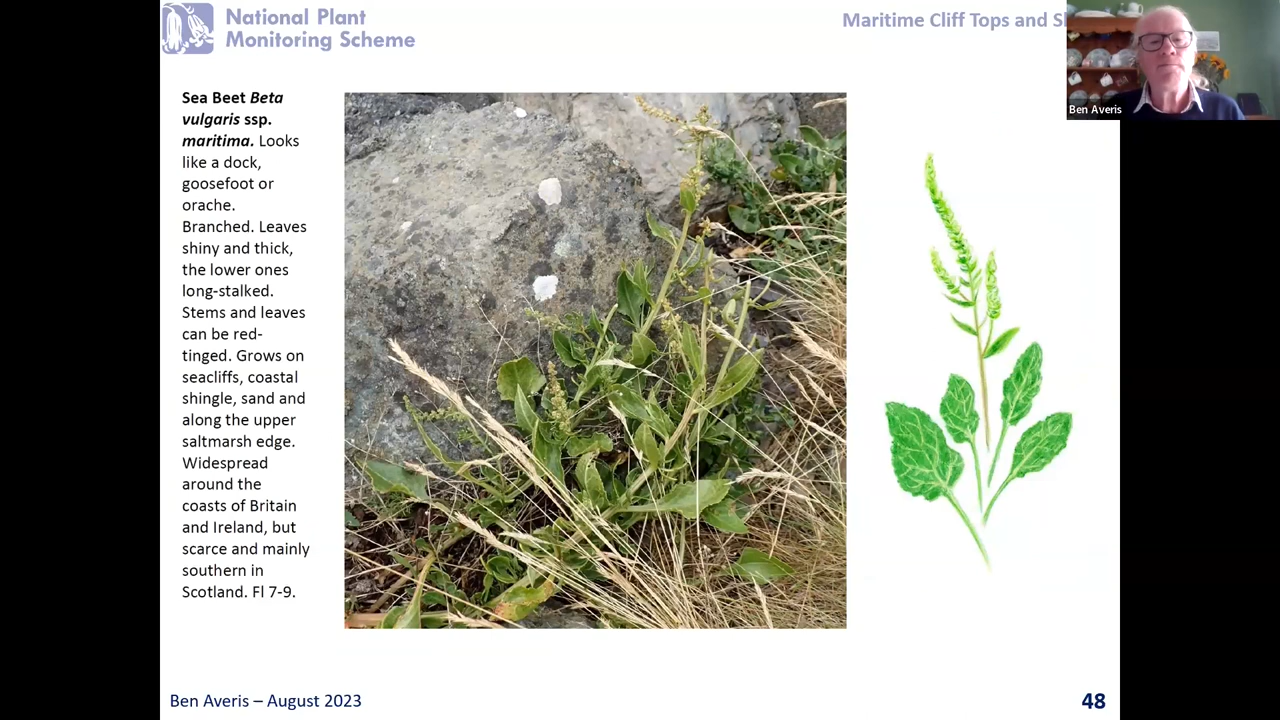 National Plant
Monitoring Scheme
Maritime Cliff Tops and
Ben Averis
Sea Beet Beta
vulgaris ssp.
maritima. Looks
like a dock,
goosefoot or
orache.
Branched. Leaves
shiny and thick,
the lower ones
long-stalked.
Stems and leaves
can be red-
tinged. Grows on
seacliffs, coastal
shingle, sand and
along the upper
saltmarsh edge.
Widespread
around the
coasts of Britain
and Ireland, but
scarce and mainly
southern in
Scotland. Fl 7-9.
Ben Averis – August 2023
48